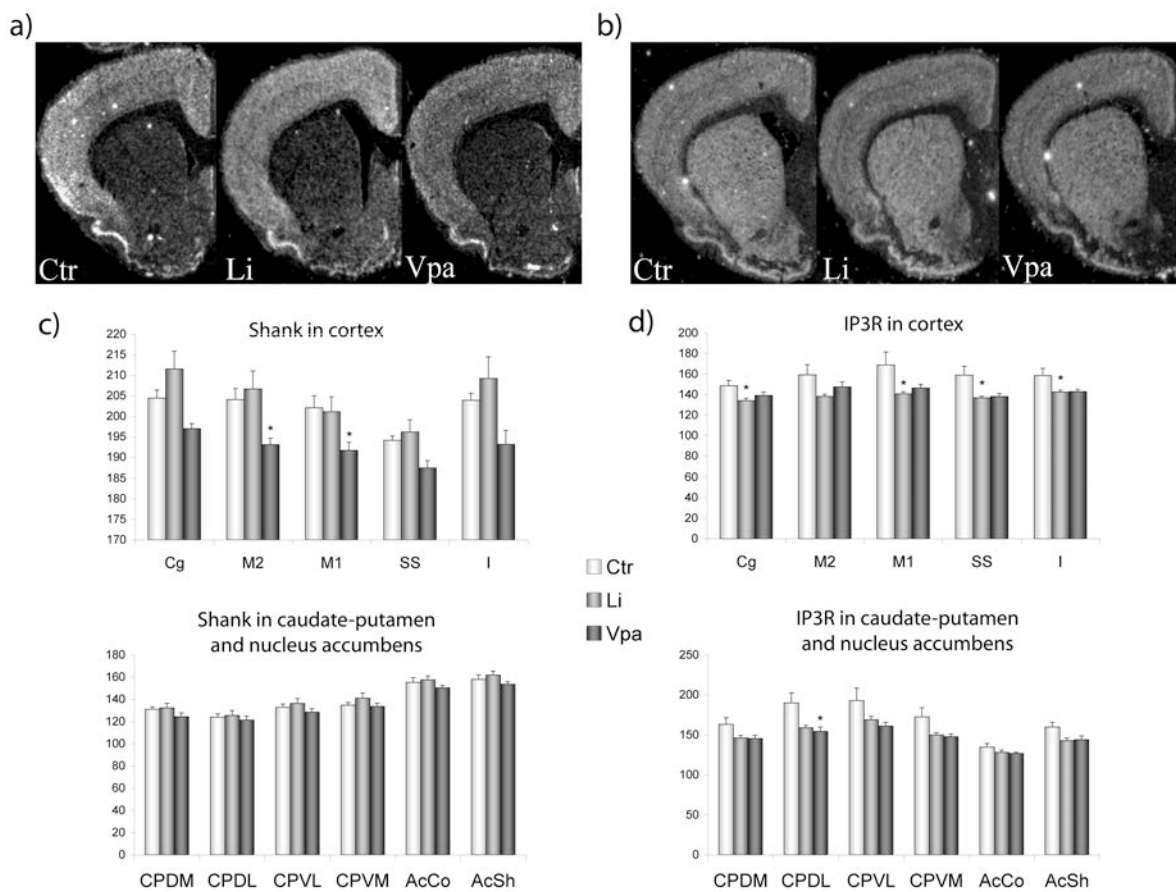 a)
b)
Ctr Li Vpa
Ctr Li Vpa
c)
Shank in cortex
220
215
210
205
200
195
190
185
180
175
170
* *
Cg M2 M1 SS I
d)
IP3R in cortex
180
160
140
120
100
80
60
40
20
0
* * * *
Cg M2 M1 SS I
Ctr
Li
Vpa
Shank in caudate-putamen
and nucleus accumbens
180
160
140
120
100
80
60
40
20
0
CPDM CPDL CPVL CPVM AcCo AcSh
IP3R in caudate-putamen
and nucleus accumbens
250
200
150
100
50
0
*
CPDM CPDL CPVL CPVM AcCo AcSh